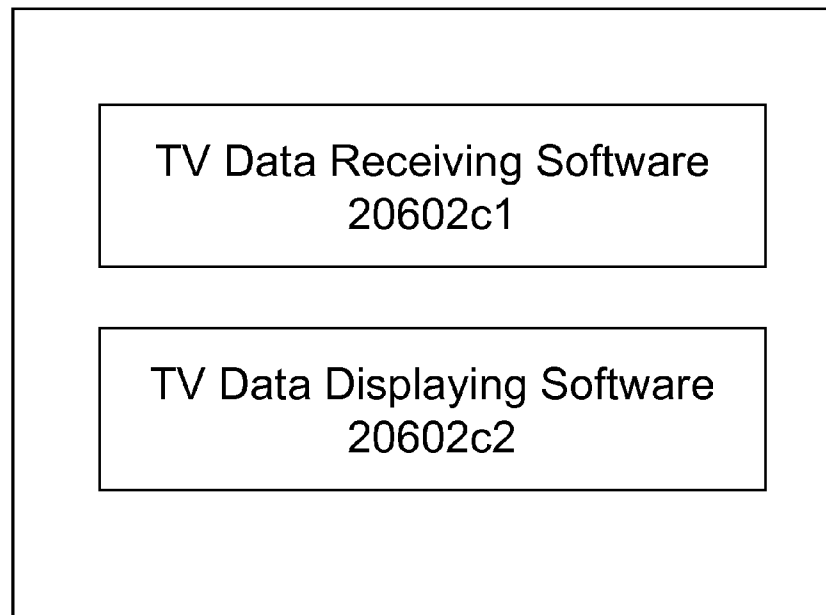 TV Data Receiving Software
20602c1
TV Data Displaying Software
20602c2